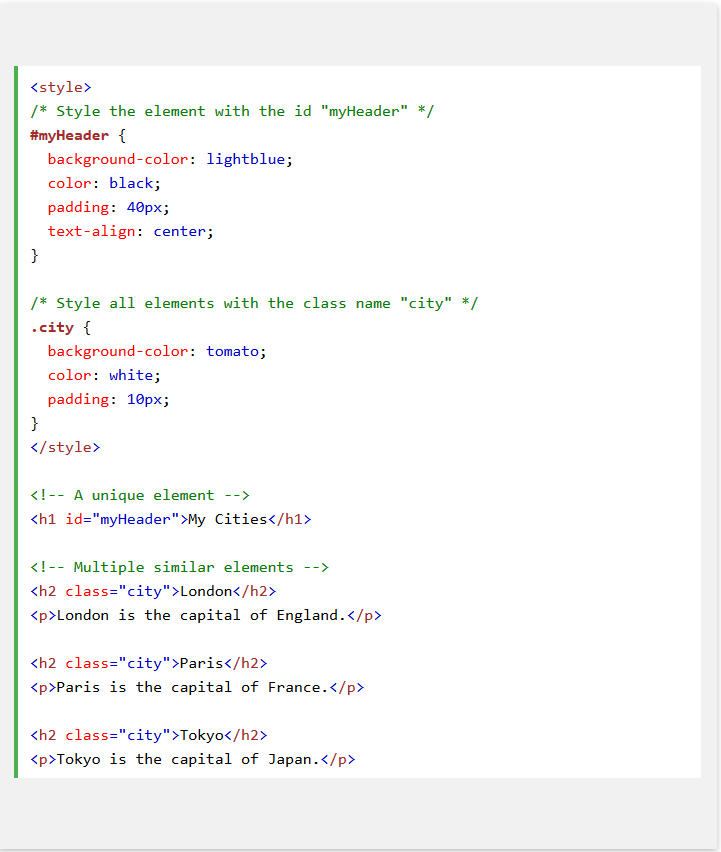 <style>
/* Style the element with the id "myHeader" */
#myHeader {
  background-color: lightblue;
  color: black;
  padding: 40px;
  text-align: center;
}

/* Style all elements with the class name "city" */
.city {
  background-color: tomato;
  color: white;
  padding: 10px;
}
</style>

<!-- A unique element -->
<h1 id="myHeader">My Cities</h1>

<!-- Multiple similar elements -->
<h2 class="city">London</h2>
<p>London is the capital of England.</p>

<h2 class="city">Paris</h2>
<p>Paris is the capital of France.</p>

<h2 class="city">Tokyo</h2>
<p>Tokyo is the capital of Japan.</p>